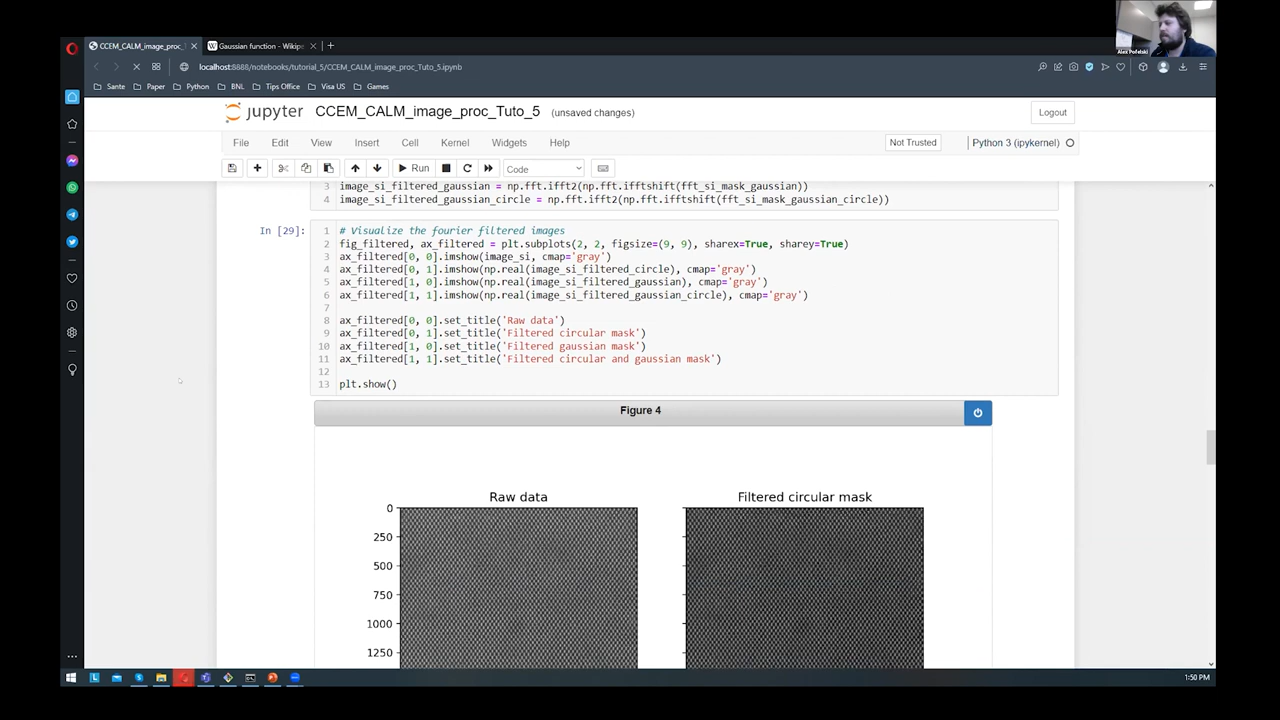 Alex Pofelski
CCEM_CALM_image_proc_
Gaussian function - Wikipe
localhost:8888/notebooks/tutorial_5/CCEM_CALM_image_proc_Tuto_5.ipynb
Sante Paper Python BNL Tips Office Visa US Games
jupyter CCEM_CALM_image_proc_Tuto_5 (unsaved changes) Logout
File Edit View Insert Cell Kernel Widgets Help Not Trusted Python 3 (ipykernel)
Run Code
3 image_si_filtered_gaussian = np.fft.ifft2(np.fft.ifftshift(fft_si_mask_gaussian))
4 image_si_filtered_gaussian_circle = np.fft.ifft2(np.fft.ifftshift(fft_si_mask_gaussian_circle))
In [29]: 1 # Visualize the fourier filtered images
2 fig_filtered, ax_filtered = plt.subplots(2, 2, figsize=(9, 9), sharex=True, sharey=True)
3 ax_filtered[0, 0].imshow(image_si, cmap='gray')
4 ax_filtered[0, 1].imshow(np.real(image_si_filtered_circle), cmap='gray')
5 ax_filtered[1, 0].imshow(np.real(image_si_filtered_gaussian), cmap='gray')
6 ax_filtered[1, 1].imshow(np.real(image_si_filtered_gaussian_circle), cmap='gray')
7
8 ax_filtered[0, 0].set_title('Raw data')
9 ax_filtered[0, 1].set_title('Filtered circular mask')
10 ax_filtered[1, 0].set_title('Filtered gaussian mask')
11 ax_filtered[1, 1].set_title('Filtered circular and gaussian mask')
12
13 plt.show()
Figure 4
Raw data Filtered circular mask
0
250
500
750
1000
1250
1:50 PM